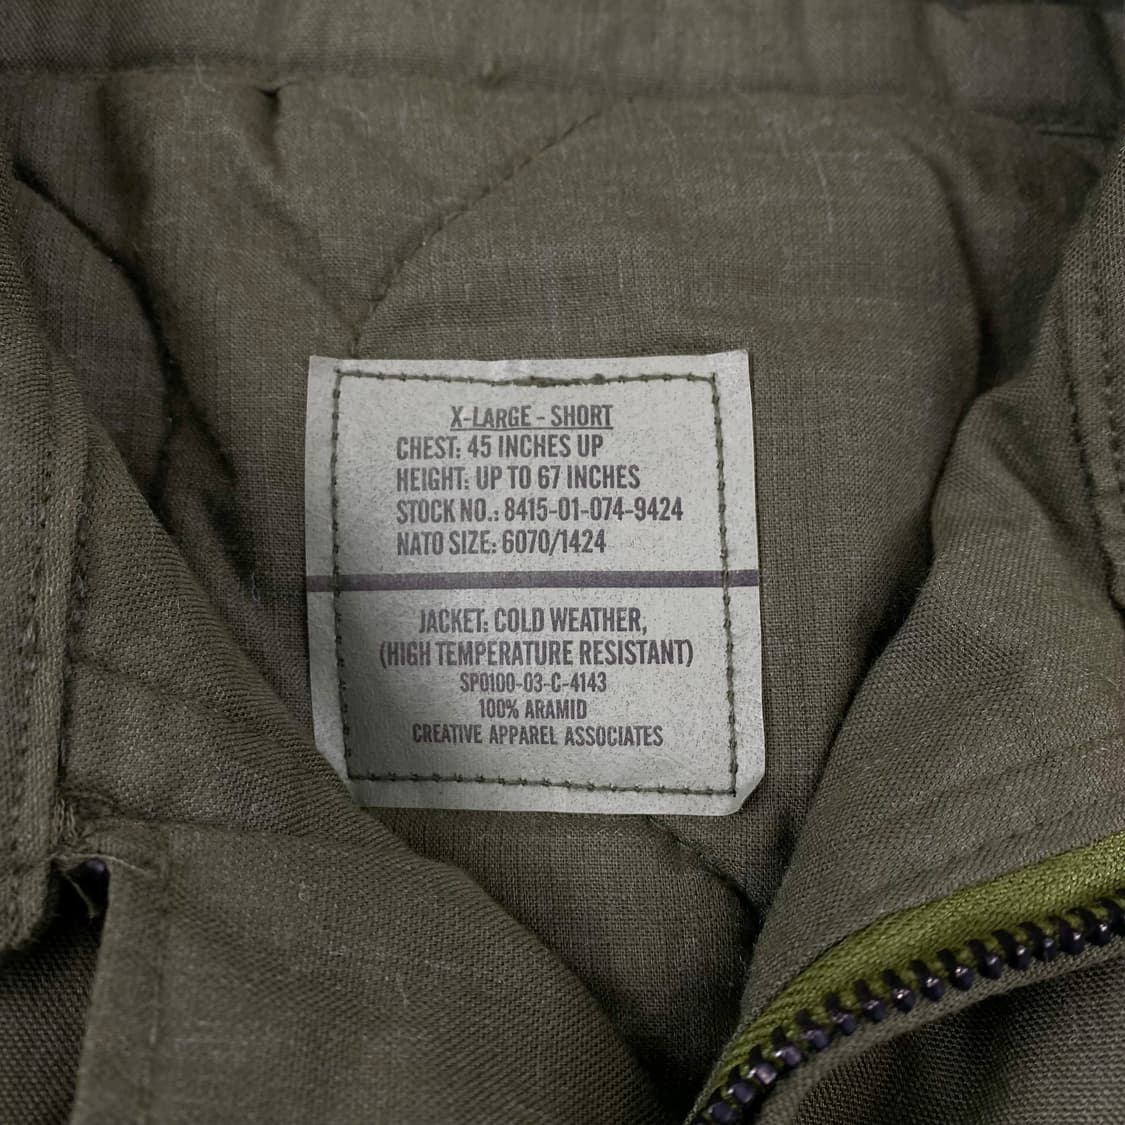 X-LARGE - SHORT
CHEST: 45 INCHES UP
HEIGHT: UP TO 67 INCHES
STOCK NO.: 8415-01-074-9424
NATO SIZE: 6070/1424
JACKET: COLD WEATHER,
(HIGH TEMPERATURE RESISTANT)
SP0100-03-C-4143
100% ARAMID
CREATIVE APPAREL ASSOCIATES